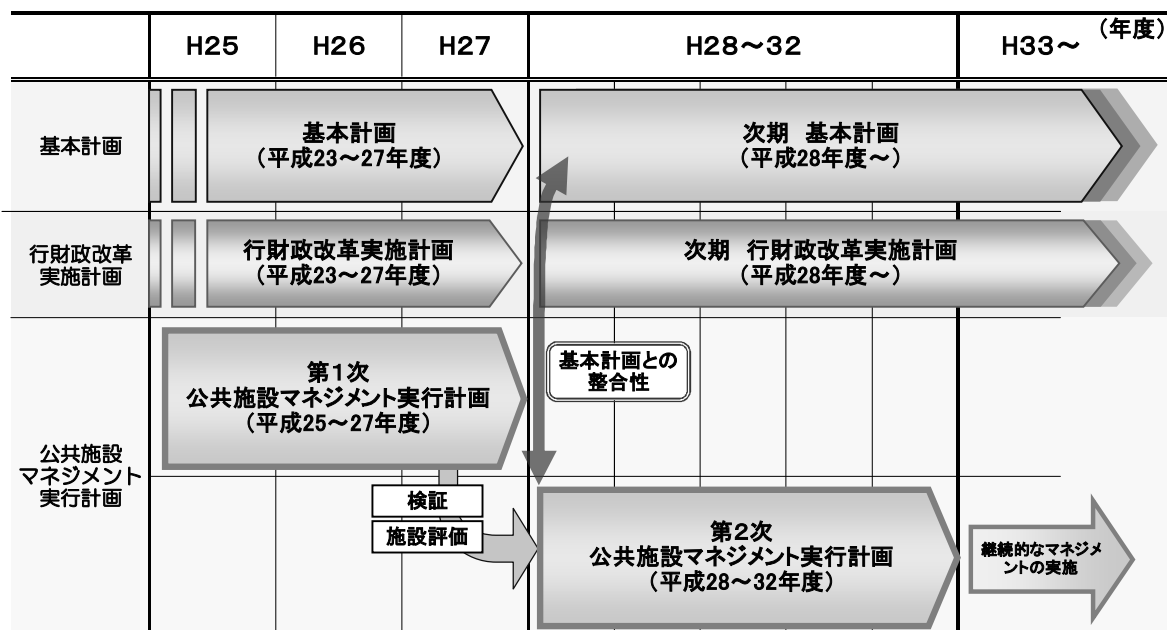 (年度)
H25
H26
H27
H28～32
H33～
基本計画
基本計画
(平成23～27年度)
次期 基本計画
(平成28年度～)
行財政改革
実施計画
行財政改革実施計画
(平成23～27年度)
次期 行財政改革実施計画
(平成28年度～)
公共施設
マネジメント
実行計画
第1次
公共施設マネジメント実行計画
(平成25～27年度)
基本計画との
整合性
検証
施設評価
第2次
公共施設マネジメント実行計画
(平成28～32年度)
継続的なマネジメ
ントの実施